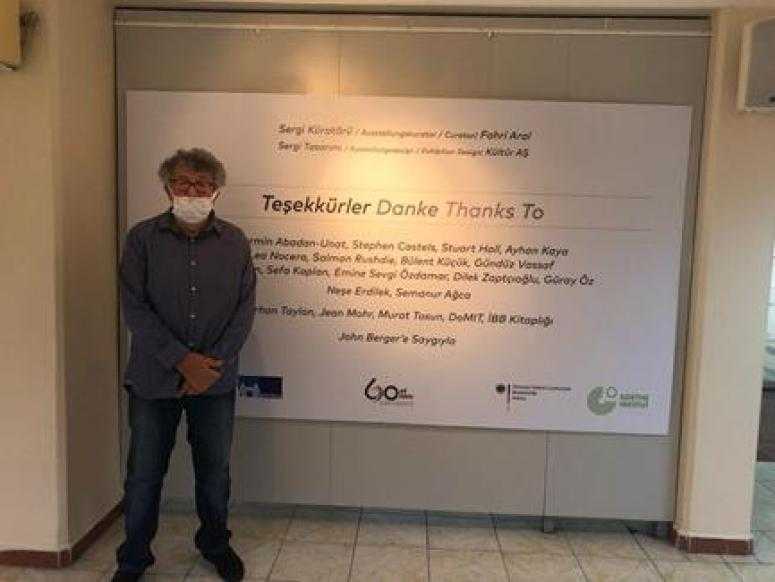 Sergi Küratörü / Ausstellungskurator / Curator: Fahri Aral
Sergi Tasarımı / Exhibition Design: Kültür AŞ
Teşekkürler Danke Thanks To
rmin Abadan-Unat, Stephen Castels, Stuart Hall, Ayhan Kaya
Lea Nocera, Salman Rushdie, Bülent Küçük, Gündüz Vassaf
n, Sefa Kaplan, Emine Sevgi Özdamar, Dilek Zaptçıoğlu, Güray Öz
Neşe Erdilek, Semanur Ağca
rhan Taylan, Jean Mohr, Murat Tosun, DoMIT, İBB Kitaplığı
John Berger'e Saygıyla
60
GOETHE
INSTITUT